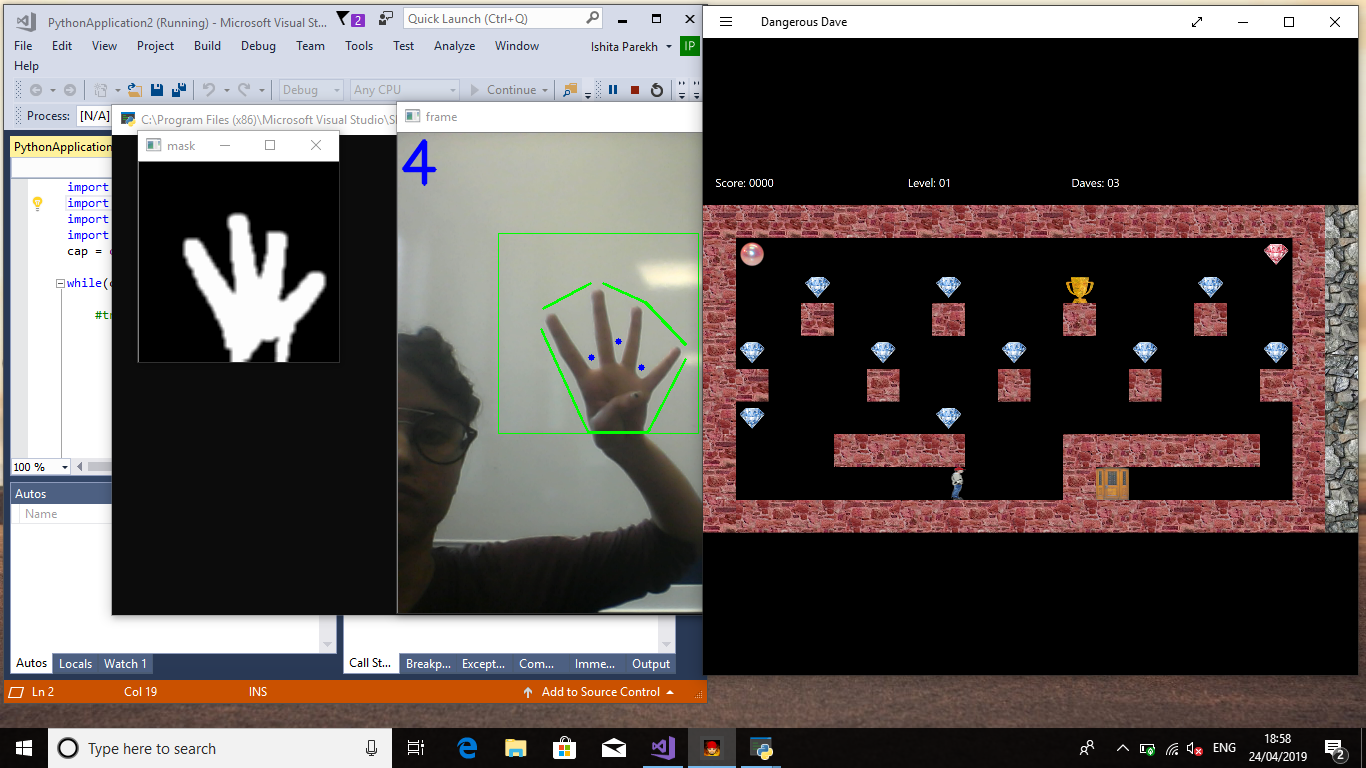 PythonApplication2 (Running) - Microsoft Visual St...
2
Quick Launch (Ctrl+Q)
File Edit View Project Build Debug Team Tools Test Analyze Window
Ishita Parekh
IP
Help
Debug Any CPU Continue
Process: [N/A]
C:\Program Files (x86)\Microsoft Visual Studio\S
frame
PythonApplication
mask
4
import
import
import
import
cap =
while(
#t
100 %
Autos
Name
Autos Locals Watch 1
Call St... Breakp... Except... Com... Imme... Output
Ln 2 Col 19 INS
Add to Source Control
Dangerous Dave
Score: 0000 Level: 01 Daves: 03
Type here to search
ENG
18:58
24/04/2019
2